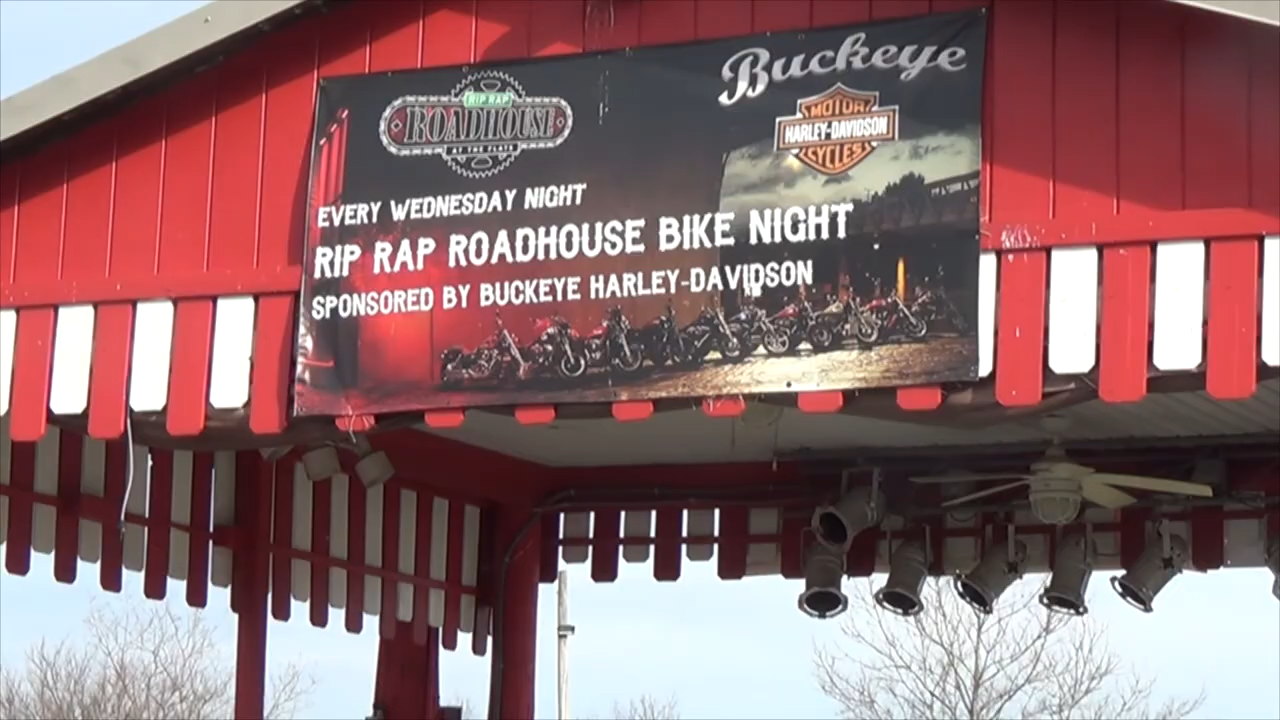 RIP RAP
ROADHOUSE
AT THE FLATS
Buckeye
MOTOR
HARLEY-DAVIDSON
CYCLES
EVERY WEDNESDAY NIGHT
RIP RAP ROADHOUSE BIKE NIGHT
SPONSORED BY BUCKEYE HARLEY-DAVIDSON